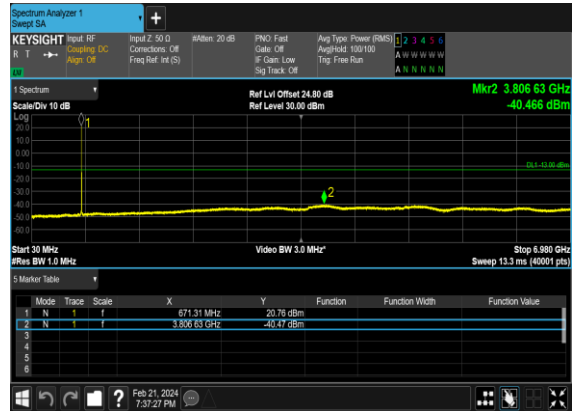 Spectrum Analyzer 1
Swept SA
+
KEYSIGHT Input: RF Input Z: 50 Ω #Atten: 20 dB PNO: Fast Avg Type: Power (RMS) 1 2 3 4 5 6
R T Coupling: DC Corrections: Off Gate: Off Avg|Hold: 100/100 A W W W W W
Align: Off Freq Ref: Int (S) IF Gain: Low Trig: Free Run
Sig Track: Off A N N N N N
1 Spectrum Ref Lvl Offset 24.80 dB Mkr2 3.806 63 GHz
Scale/Div 10 dB Ref Level 30.00 dBm -40.466 dBm
Log
20.0
10.0
0.00
-10.0
-20.0
-30.0
-40.0
-50.0
-60.0
1
2
DL1 -13.00 dBm
Start 30 MHz Video BW 3.0 MHz* Stop 6.980 GHz
#Res BW 1.0 MHz Sweep 13.3 ms (40001 pts)
5 Marker Table
Mode Trace Scale X Y Function Function Width Function Value
1 N 1 f 671.31 MHz 20.76 dBm
2 N 1 f 3.806 63 GHz -40.47 dBm
3
4
5
6
? Feb 21, 2024
7:37:27 PM